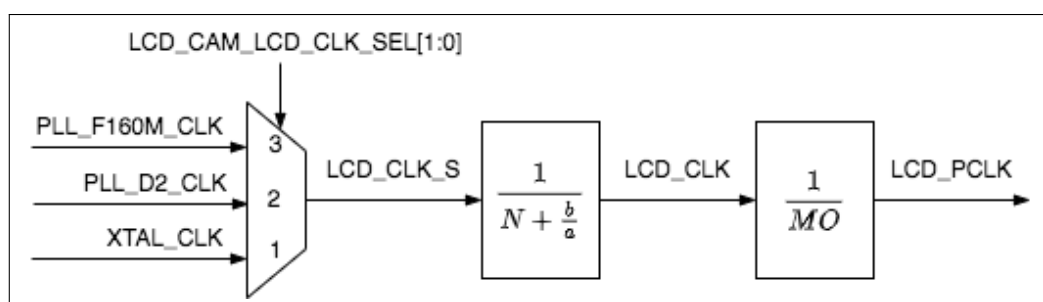 LCD_CAM_LCD_CLK_SEL[1:0]
PLL_F160M_CLK
3
PLL_D2_CLK
2
XTAL_CLK
1
LCD_CLK_S
1
N + b/a
LCD_CLK
1
MO
LCD_PCLK